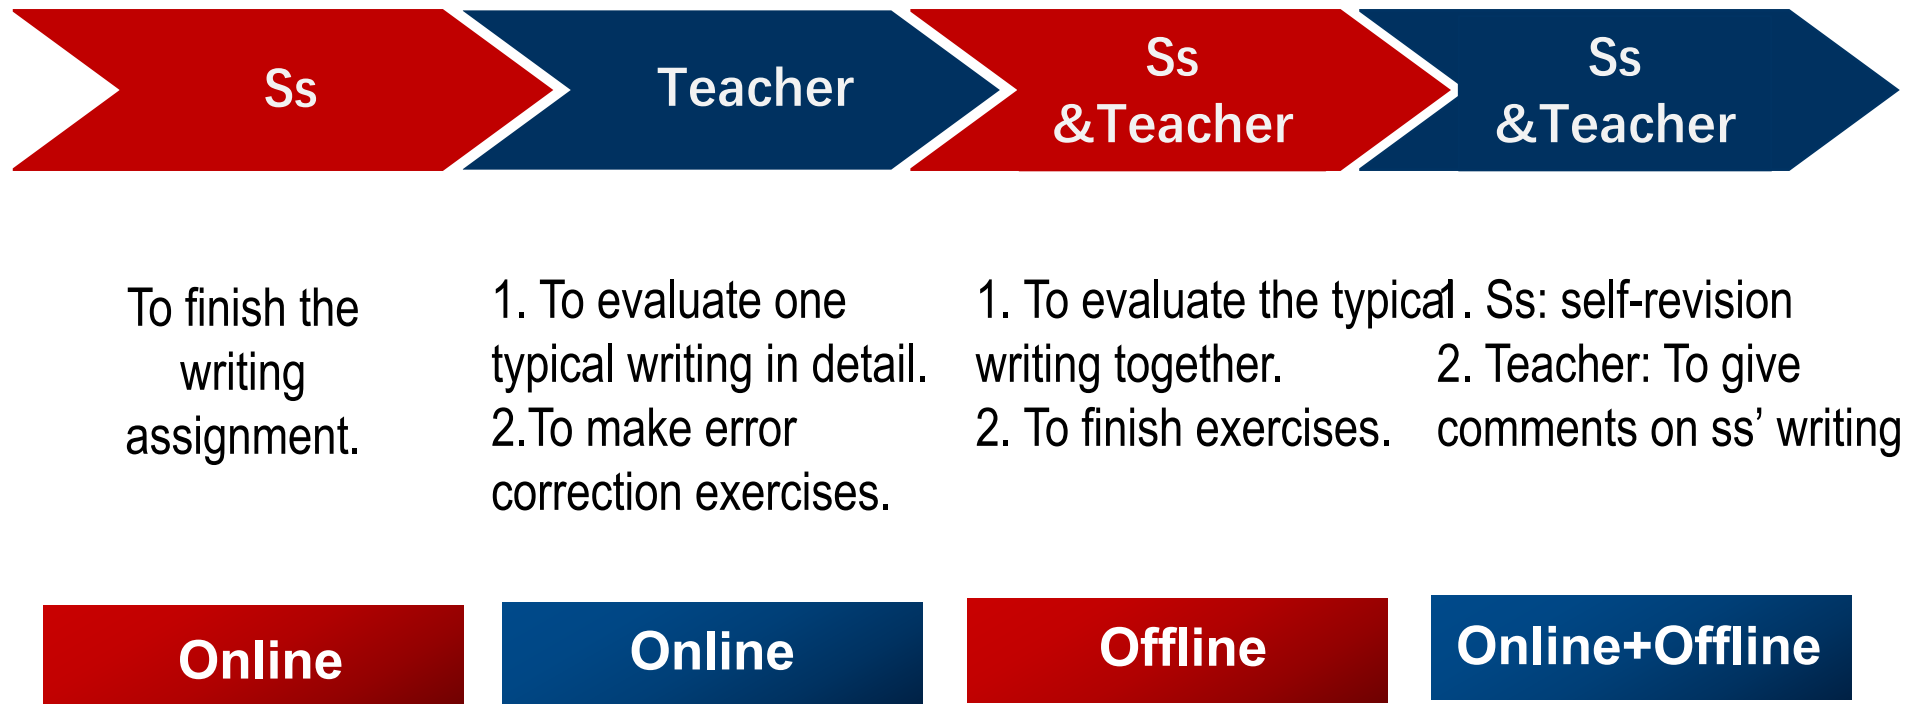 Ss
Teacher
Ss
&Teacher
Ss
&Teacher
To finish the
writing
assignment.
1. To evaluate one
typical writing in detail.
2.To make error
correction exercises.
1. To evaluate the typical
writing together.
2. To finish exercises.
1. Ss: self-revision
2. Teacher: To give
comments on ss’ writing
Online
Online
Offline
Online+Offline